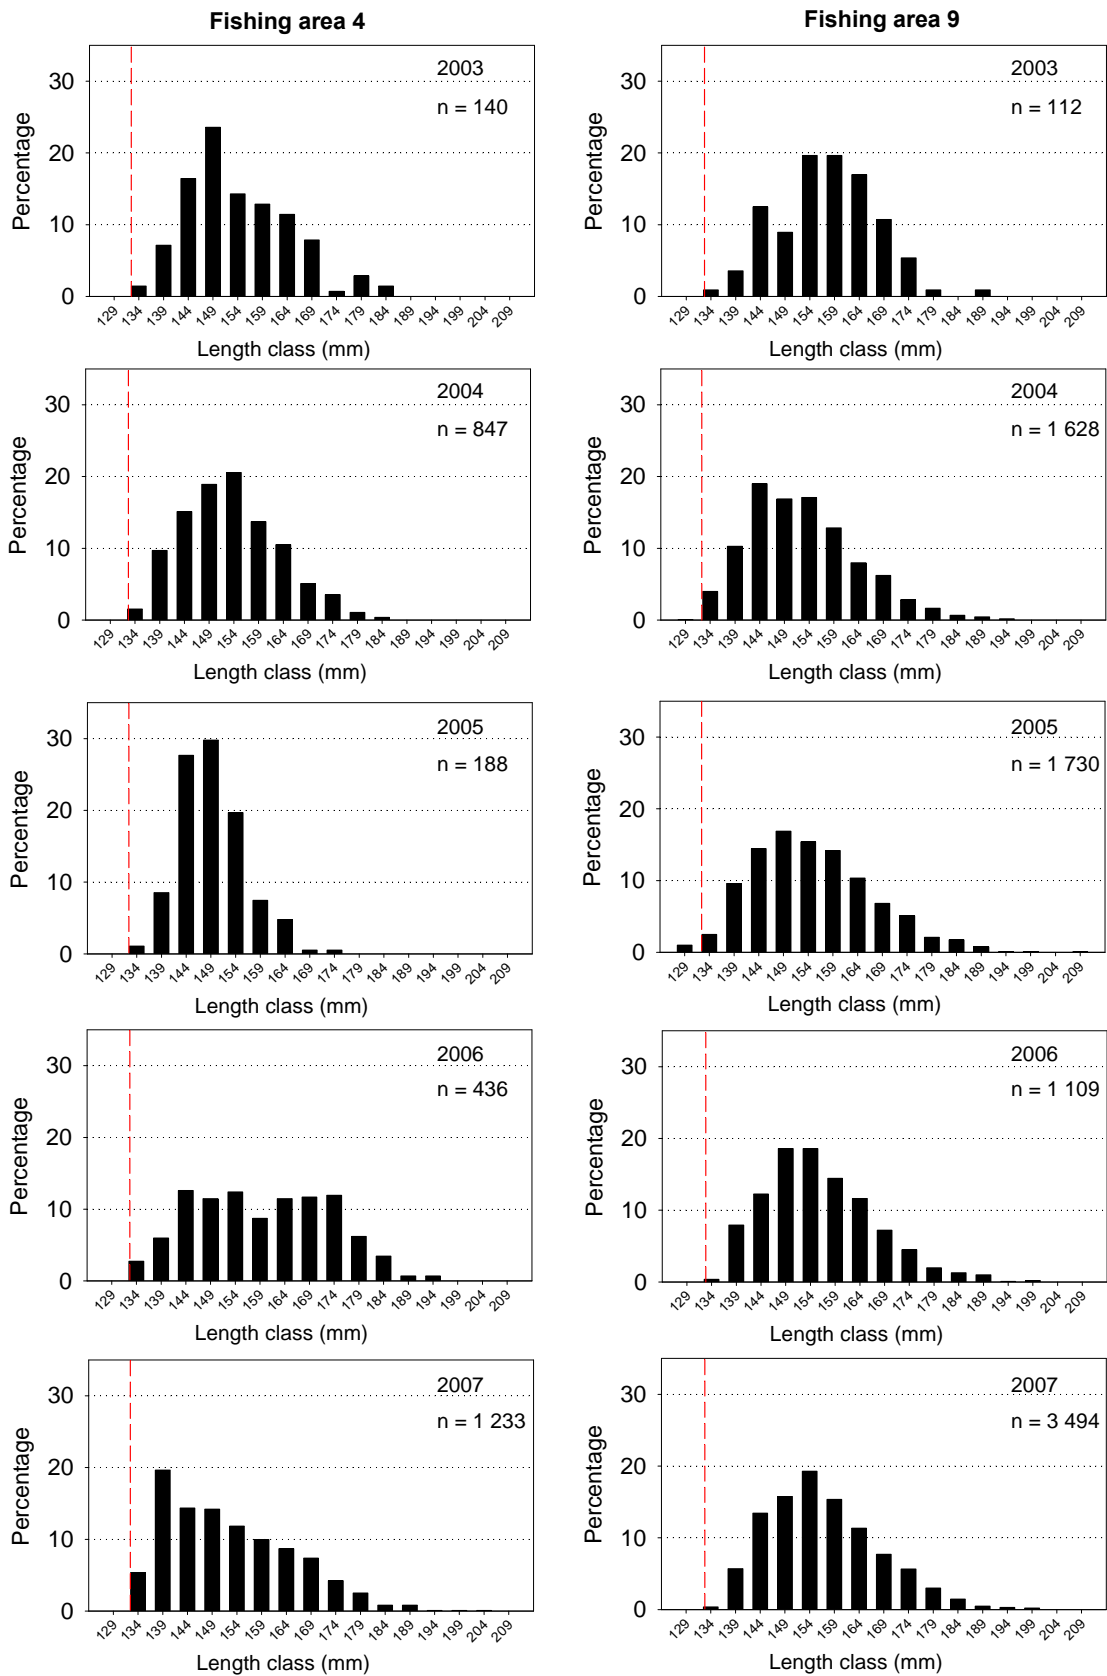 Fishing area 4
Fishing area 9
30
20
10
0
Percentage
2003
n = 140
129 134 139 144 149 154 159 164 169 174 179 184 189 194 199 204 209
Length class (mm)
30
20
10
0
Percentage
2003
n = 112
129 134 139 144 149 154 159 164 169 174 179 184 189 194 199 204 209
Length class (mm)
30
20
10
0
Percentage
2004
n = 847
129 134 139 144 149 154 159 164 169 174 179 184 189 194 199 204 209
Length class (mm)
30
20
10
0
Percentage
2004
n = 1 628
129 134 139 144 149 154 159 164 169 174 179 184 189 194 199 204 209
Length class (mm)
30
20
10
0
Percentage
2005
n = 188
129 134 139 144 149 154 159 164 169 174 179 184 189 194 199 204 209
Length class (mm)
30
20
10
0
Percentage
2005
n = 1 730
129 134 139 144 149 154 159 164 169 174 179 184 189 194 199 204 209
Length class (mm)
30
20
10
0
Percentage
2006
n = 436
129 134 139 144 149 154 159 164 169 174 179 184 189 194 199 204 209
Length class (mm)
30
20
10
0
Percentage
2006
n = 1 109
129 134 139 144 149 154 159 164 169 174 179 184 189 194 199 204 209
Length class (mm)
30
20
10
0
Percentage
2007
n = 1 233
129 134 139 144 149 154 159 164 169 174 179 184 189 194 199 204 209
Length class (mm)
30
20
10
0
Percentage
2007
n = 3 494
129 134 139 144 149 154 159 164 169 174 179 184 189 194 199 204 209
Length class (mm)